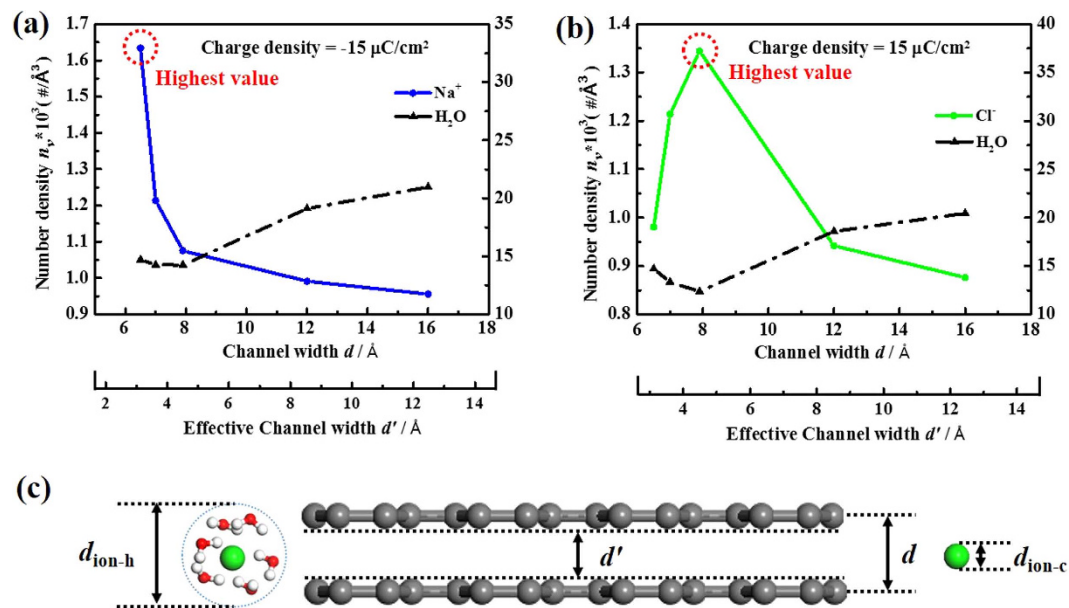 (a)
1.7
1.6
1.5
1.4
1.3
1.2
1.1
1.0
0.9
Number density nᵥ,*10³ (#/Å³)
35
30
25
20
15
10
Charge density = -15 μC/cm²
Highest value
Na⁺
H₂O
6 8 10 12 14 16 18
Channel width d / Å
2 4 6 8 10 12 14
Effective Channel width d′ / Å
(b)
1.4
1.3
1.2
1.1
1.0
0.9
0.8
Number density nᵥ,*10³ (#/Å³)
40
35
30
25
20
15
10
Charge density = 15 μC/cm²
Highest value
Cl⁻
H₂O
6 8 10 12 14 16 18
Channel width d / Å
4 6 8 10 12 14
Effective Channel width d′ / Å
(c)
d ion-h
d′
d
d ion-c